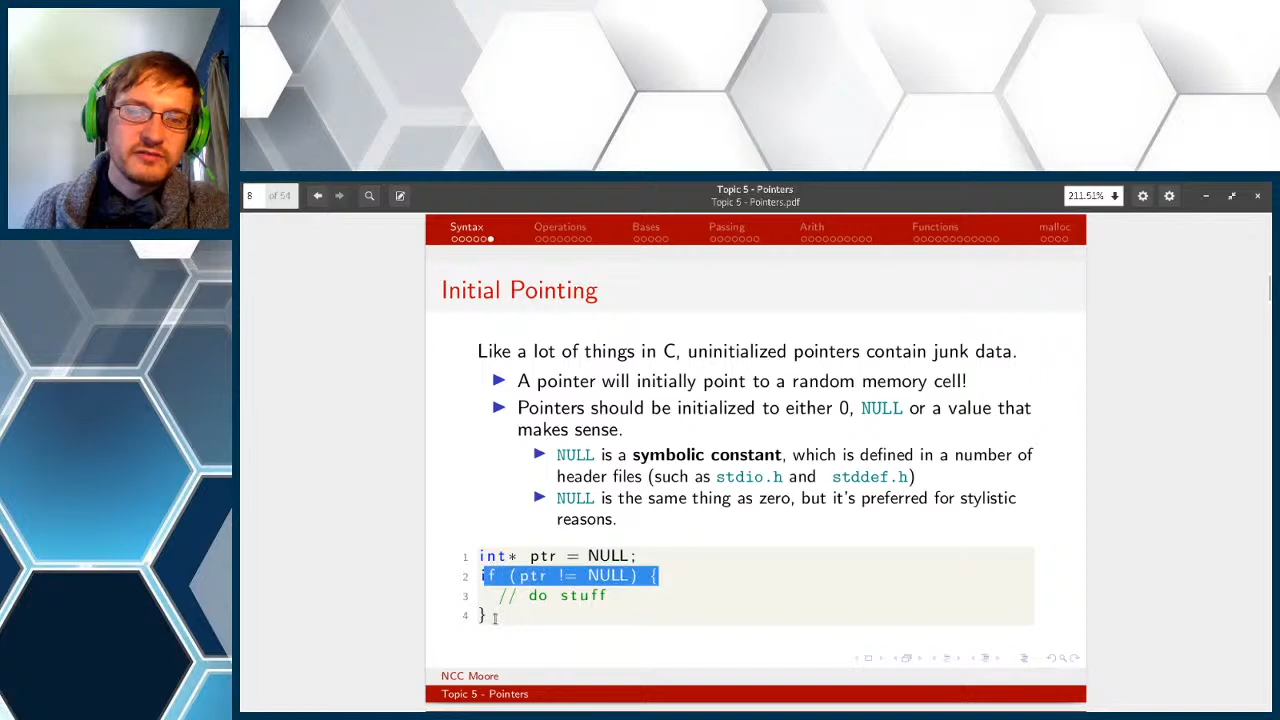 8 of 54
Topic 5 - Pointers
Topic 5 - Pointers.pdf
211.51%
Syntax Operations Bases Passing Arith Functions malloc
Initial Pointing
Like a lot of things in C, uninitialized pointers contain junk data.
A pointer will initially point to a random memory cell!
Pointers should be initialized to either 0, NULL or a value that
makes sense.
NULL is a symbolic constant, which is defined in a number of
header files (such as stdio.h and stddef.h)
NULL is the same thing as zero, but it's preferred for stylistic
reasons.
1 int* ptr = NULL;
2 if (ptr != NULL) {
3 // do stuff
4 }
NCC Moore
Topic 5 - Pointers